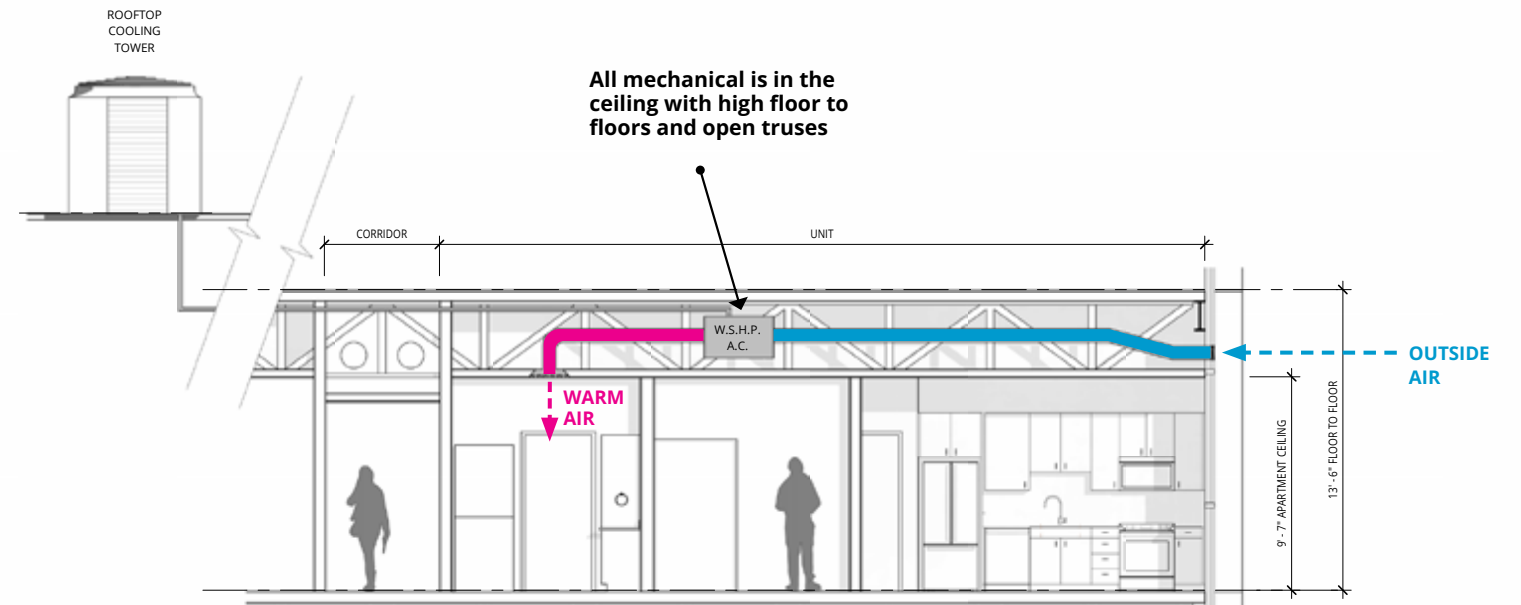 ROOFTOP
COOLING
TOWER
All mechanical is in the
ceiling with high floor to
floors and open truses
CORRIDOR
UNIT
W.S.H.P.
A.C.
OUTSIDE
AIR
WARM
AIR
9' - 7" APARTMENT CEILING
13' - 6" FLOOR TO FLOOR